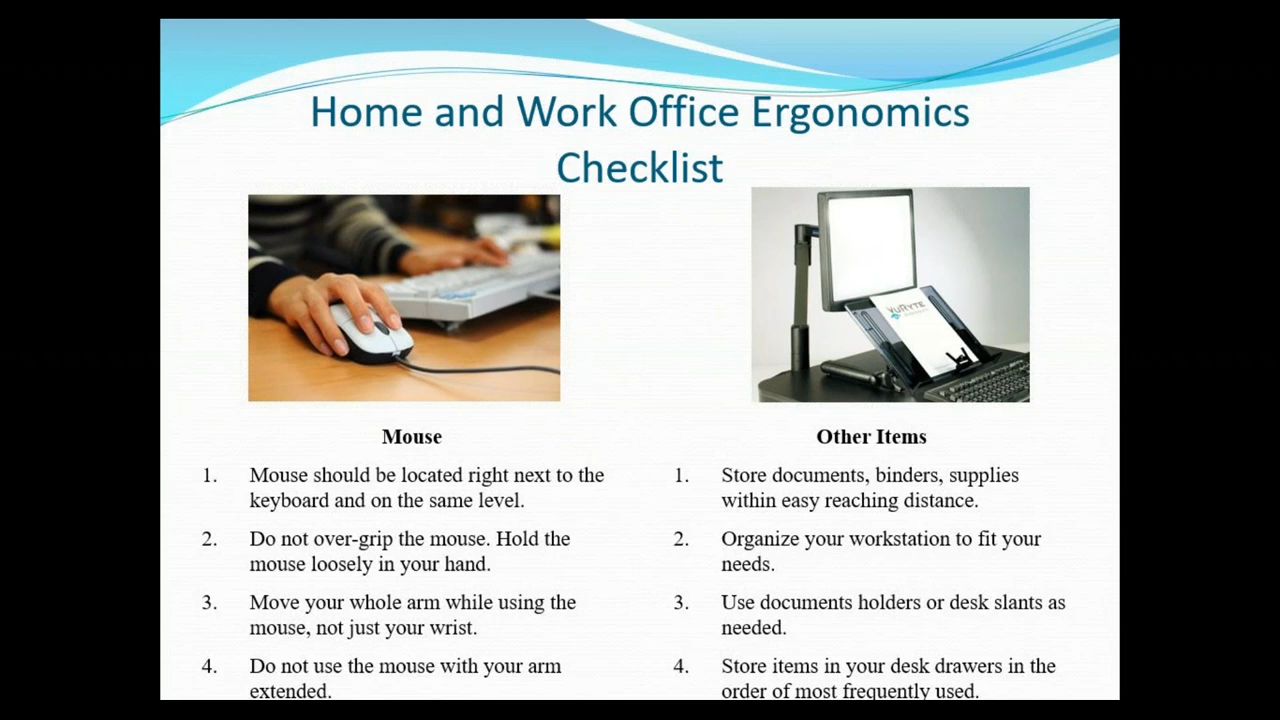 Home and Work Office Ergonomics
Checklist
VuRYTE
Mouse
1. Mouse should be located right next to the
keyboard and on the same level.
2. Do not over-grip the mouse. Hold the
mouse loosely in your hand.
3. Move your whole arm while using the
mouse, not just your wrist.
4. Do not use the mouse with your arm
extended.
Other Items
1. Store documents, binders, supplies
within easy reaching distance.
2. Organize your workstation to fit your
needs.
3. Use documents holders or desk slants as
needed.
4. Store items in your desk drawers in the
order of most frequently used.